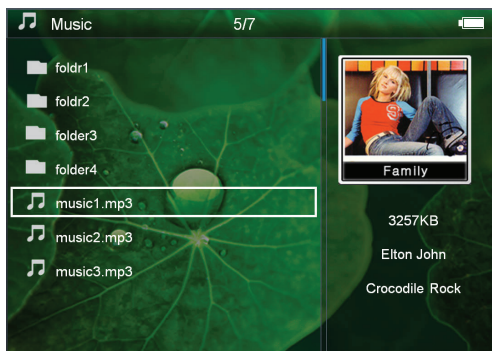 Music 5/7
foldr1
foldr2
folder3
folder4
music1.mp3
music2.mp3
music3.mp3
Family
3257KB
Elton John
Crocodile Rock